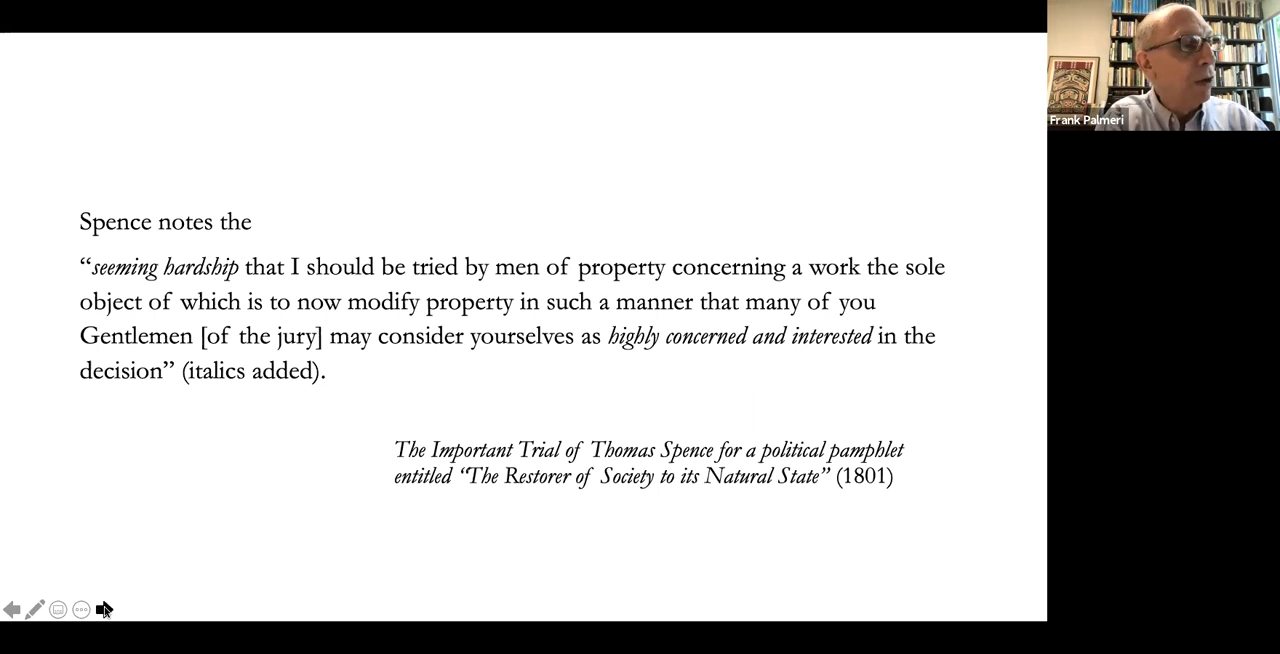 Spence notes the
“seeming hardship that I should be tried by men of property concerning a work the sole
object of which is to now modify property in such a manner that many of you
Gentlemen [of the jury] may consider yourselves as highly concerned and interested in the
decision” (italics added).
The Important Trial of Thomas Spence for a political pamphlet
entitled “The Restorer of Society to its Natural State” (1801)
Frank Palmeri